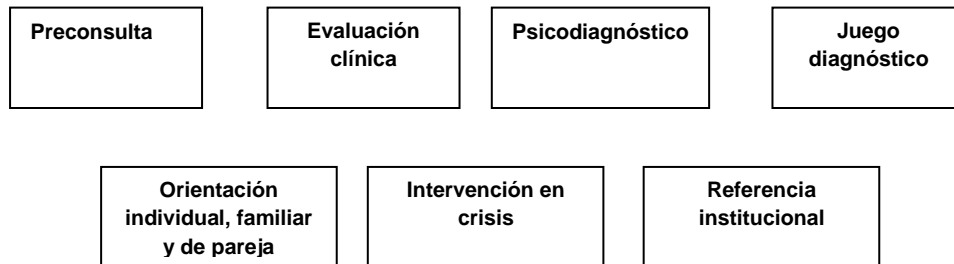 Preconsulta
Evaluación
clínica
Psicodiagnóstico
Juego
diagnóstico
Orientación
individual, familiar
y de pareja
Intervención en
crisis
Referencia
institucional